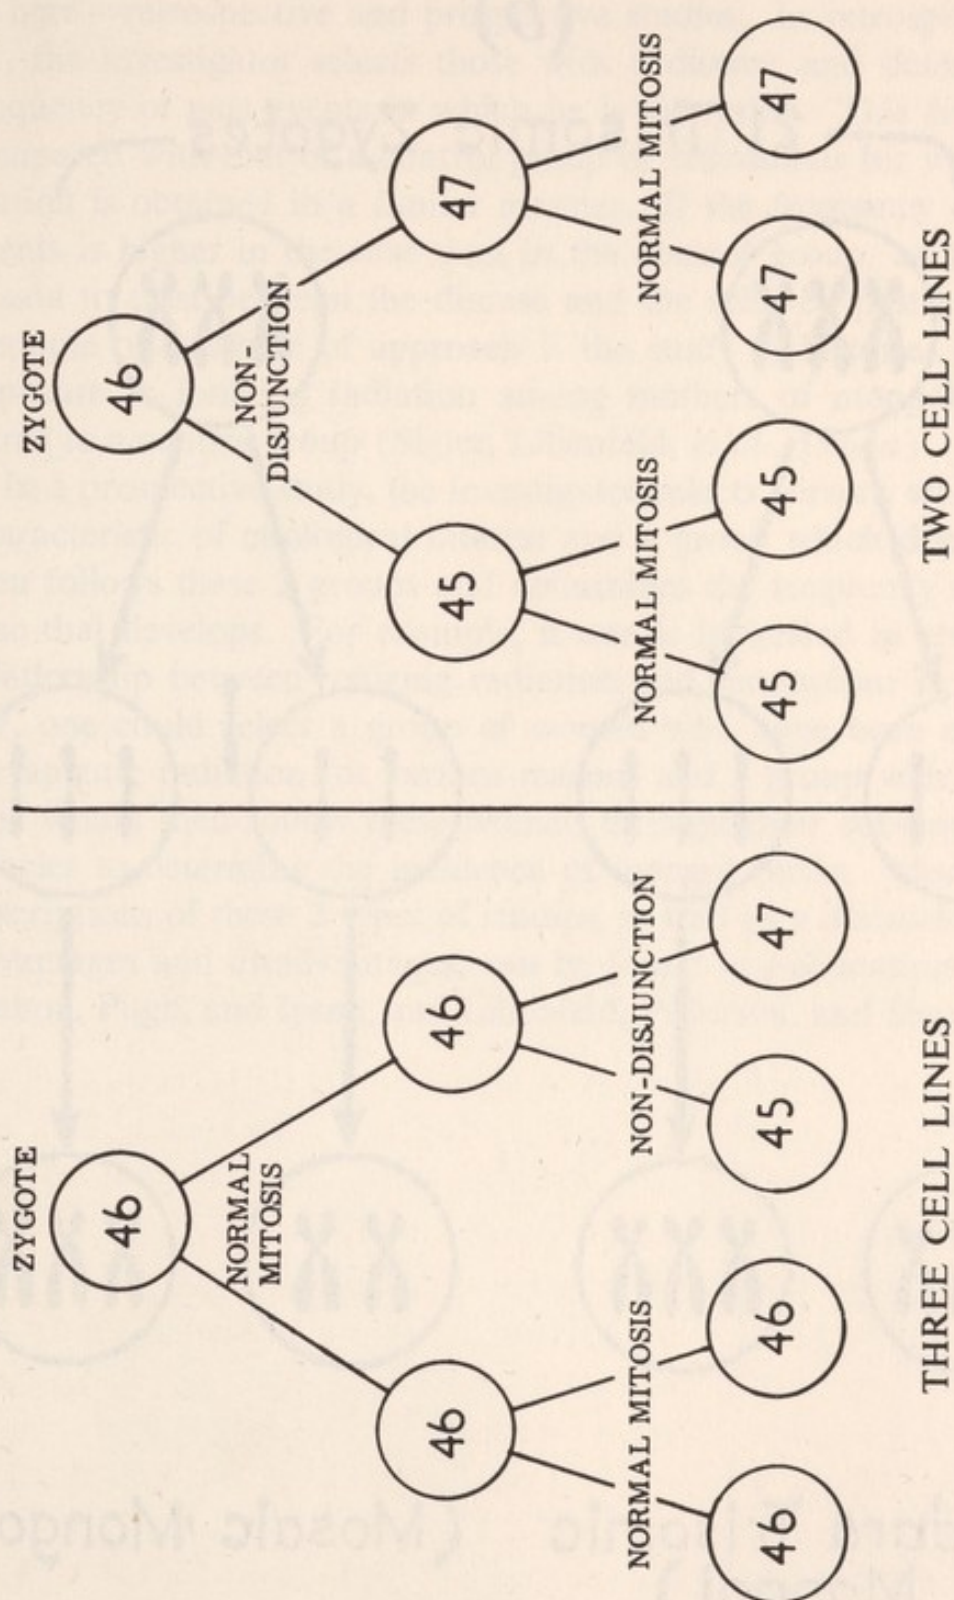 ZYGOTE
46
NORMAL
MITOSIS
46
46
NORMAL MITOSIS
NON-DISJUNCTION
46
46
45
47
THREE CELL LINES
ZYGOTE
46
NON-
DISJUNCTION
45
47
NORMAL MITOSIS
NORMAL MITOSIS
45
45
47
47
TWO CELL LINES